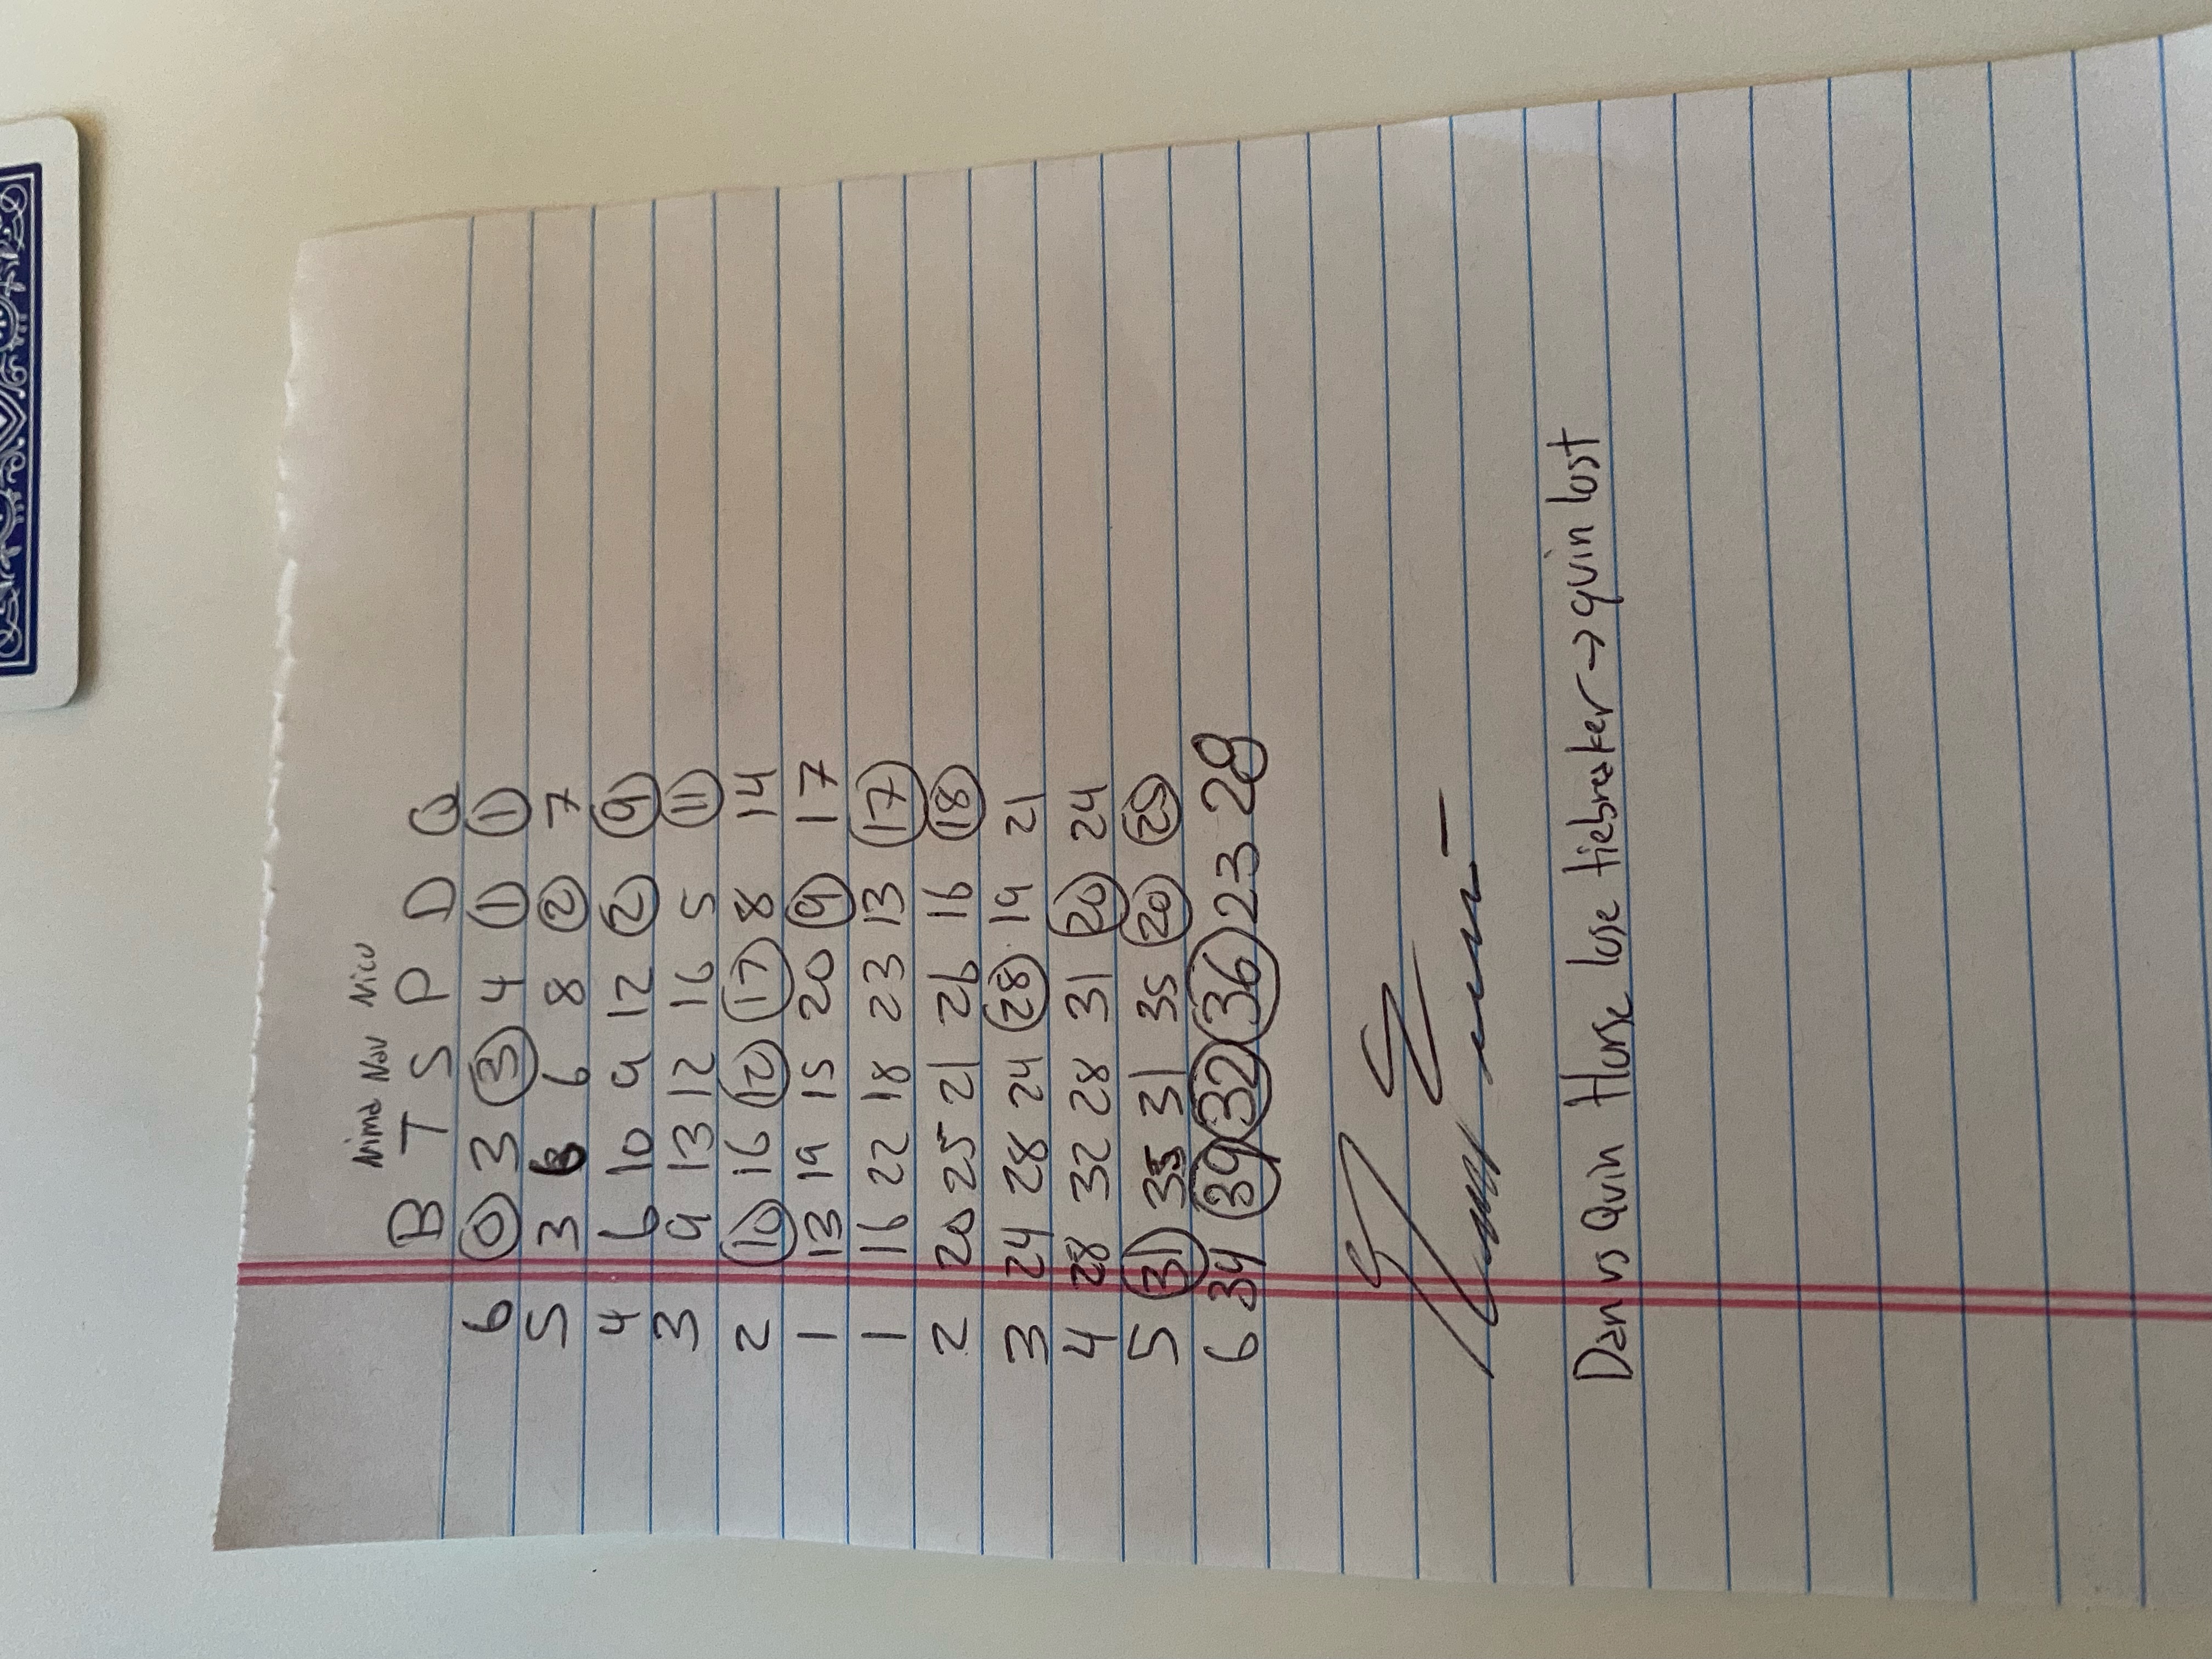 Nima Nav Nico
B T S P D Q
6 0 3 3 4 1 1
5 3 6 6 8 2 7
4 6 10 9 12 2 9
3 9 13 12 16 5 11
2 10 16 12 17 8 14
1 13 19 15 20 9 17
1 16 22 18 23 13 17
2 20 25 21 26 16 18
3 24 28 24 28 19 21
4 28 32 28 31 20 24
5 31 35 31 35 20 25
6 34 39 32 36 23 28
Dan vs Quin Horse lose tiebreaker → quin lost